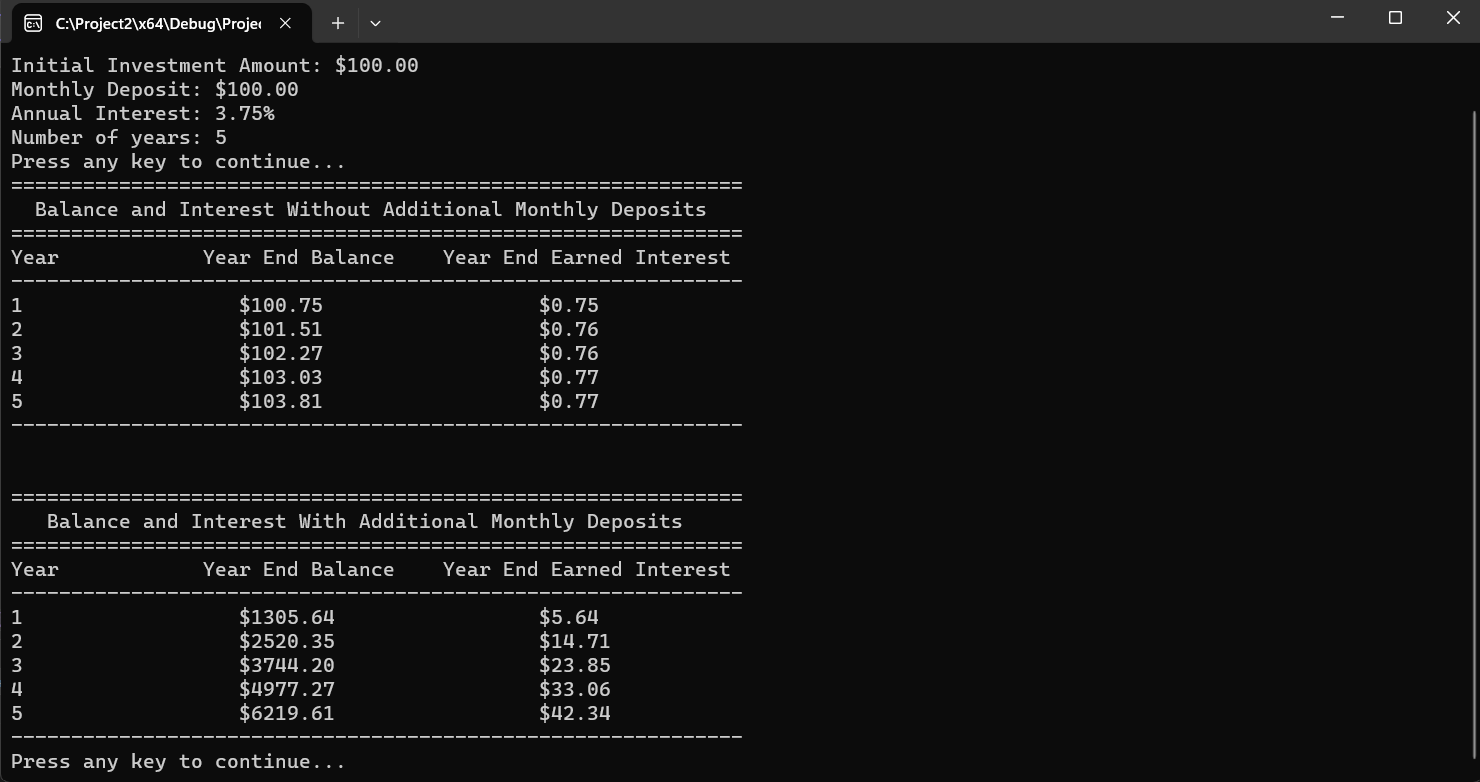 C:\Project2\x64\Debug\Projec
Initial Investment Amount: $100.00
Monthly Deposit: $100.00
Annual Interest: 3.75%
Number of years: 5
Press any key to continue...
=============================================================
  Balance and Interest Without Additional Monthly Deposits
=============================================================
Year            Year End Balance    Year End Earned Interest
-------------------------------------------------------------
1                  $100.75                  $0.75
2                  $101.51                  $0.76
3                  $102.27                  $0.76
4                  $103.03                  $0.77
5                  $103.81                  $0.77
-------------------------------------------------------------
=============================================================
   Balance and Interest With Additional Monthly Deposits
=============================================================
Year            Year End Balance    Year End Earned Interest
-------------------------------------------------------------
1                  $1305.64                 $5.64
2                  $2520.35                 $14.71
3                  $3744.20                 $23.85
4                  $4977.27                 $33.06
5                  $6219.61                 $42.34
-------------------------------------------------------------
Press any key to continue...